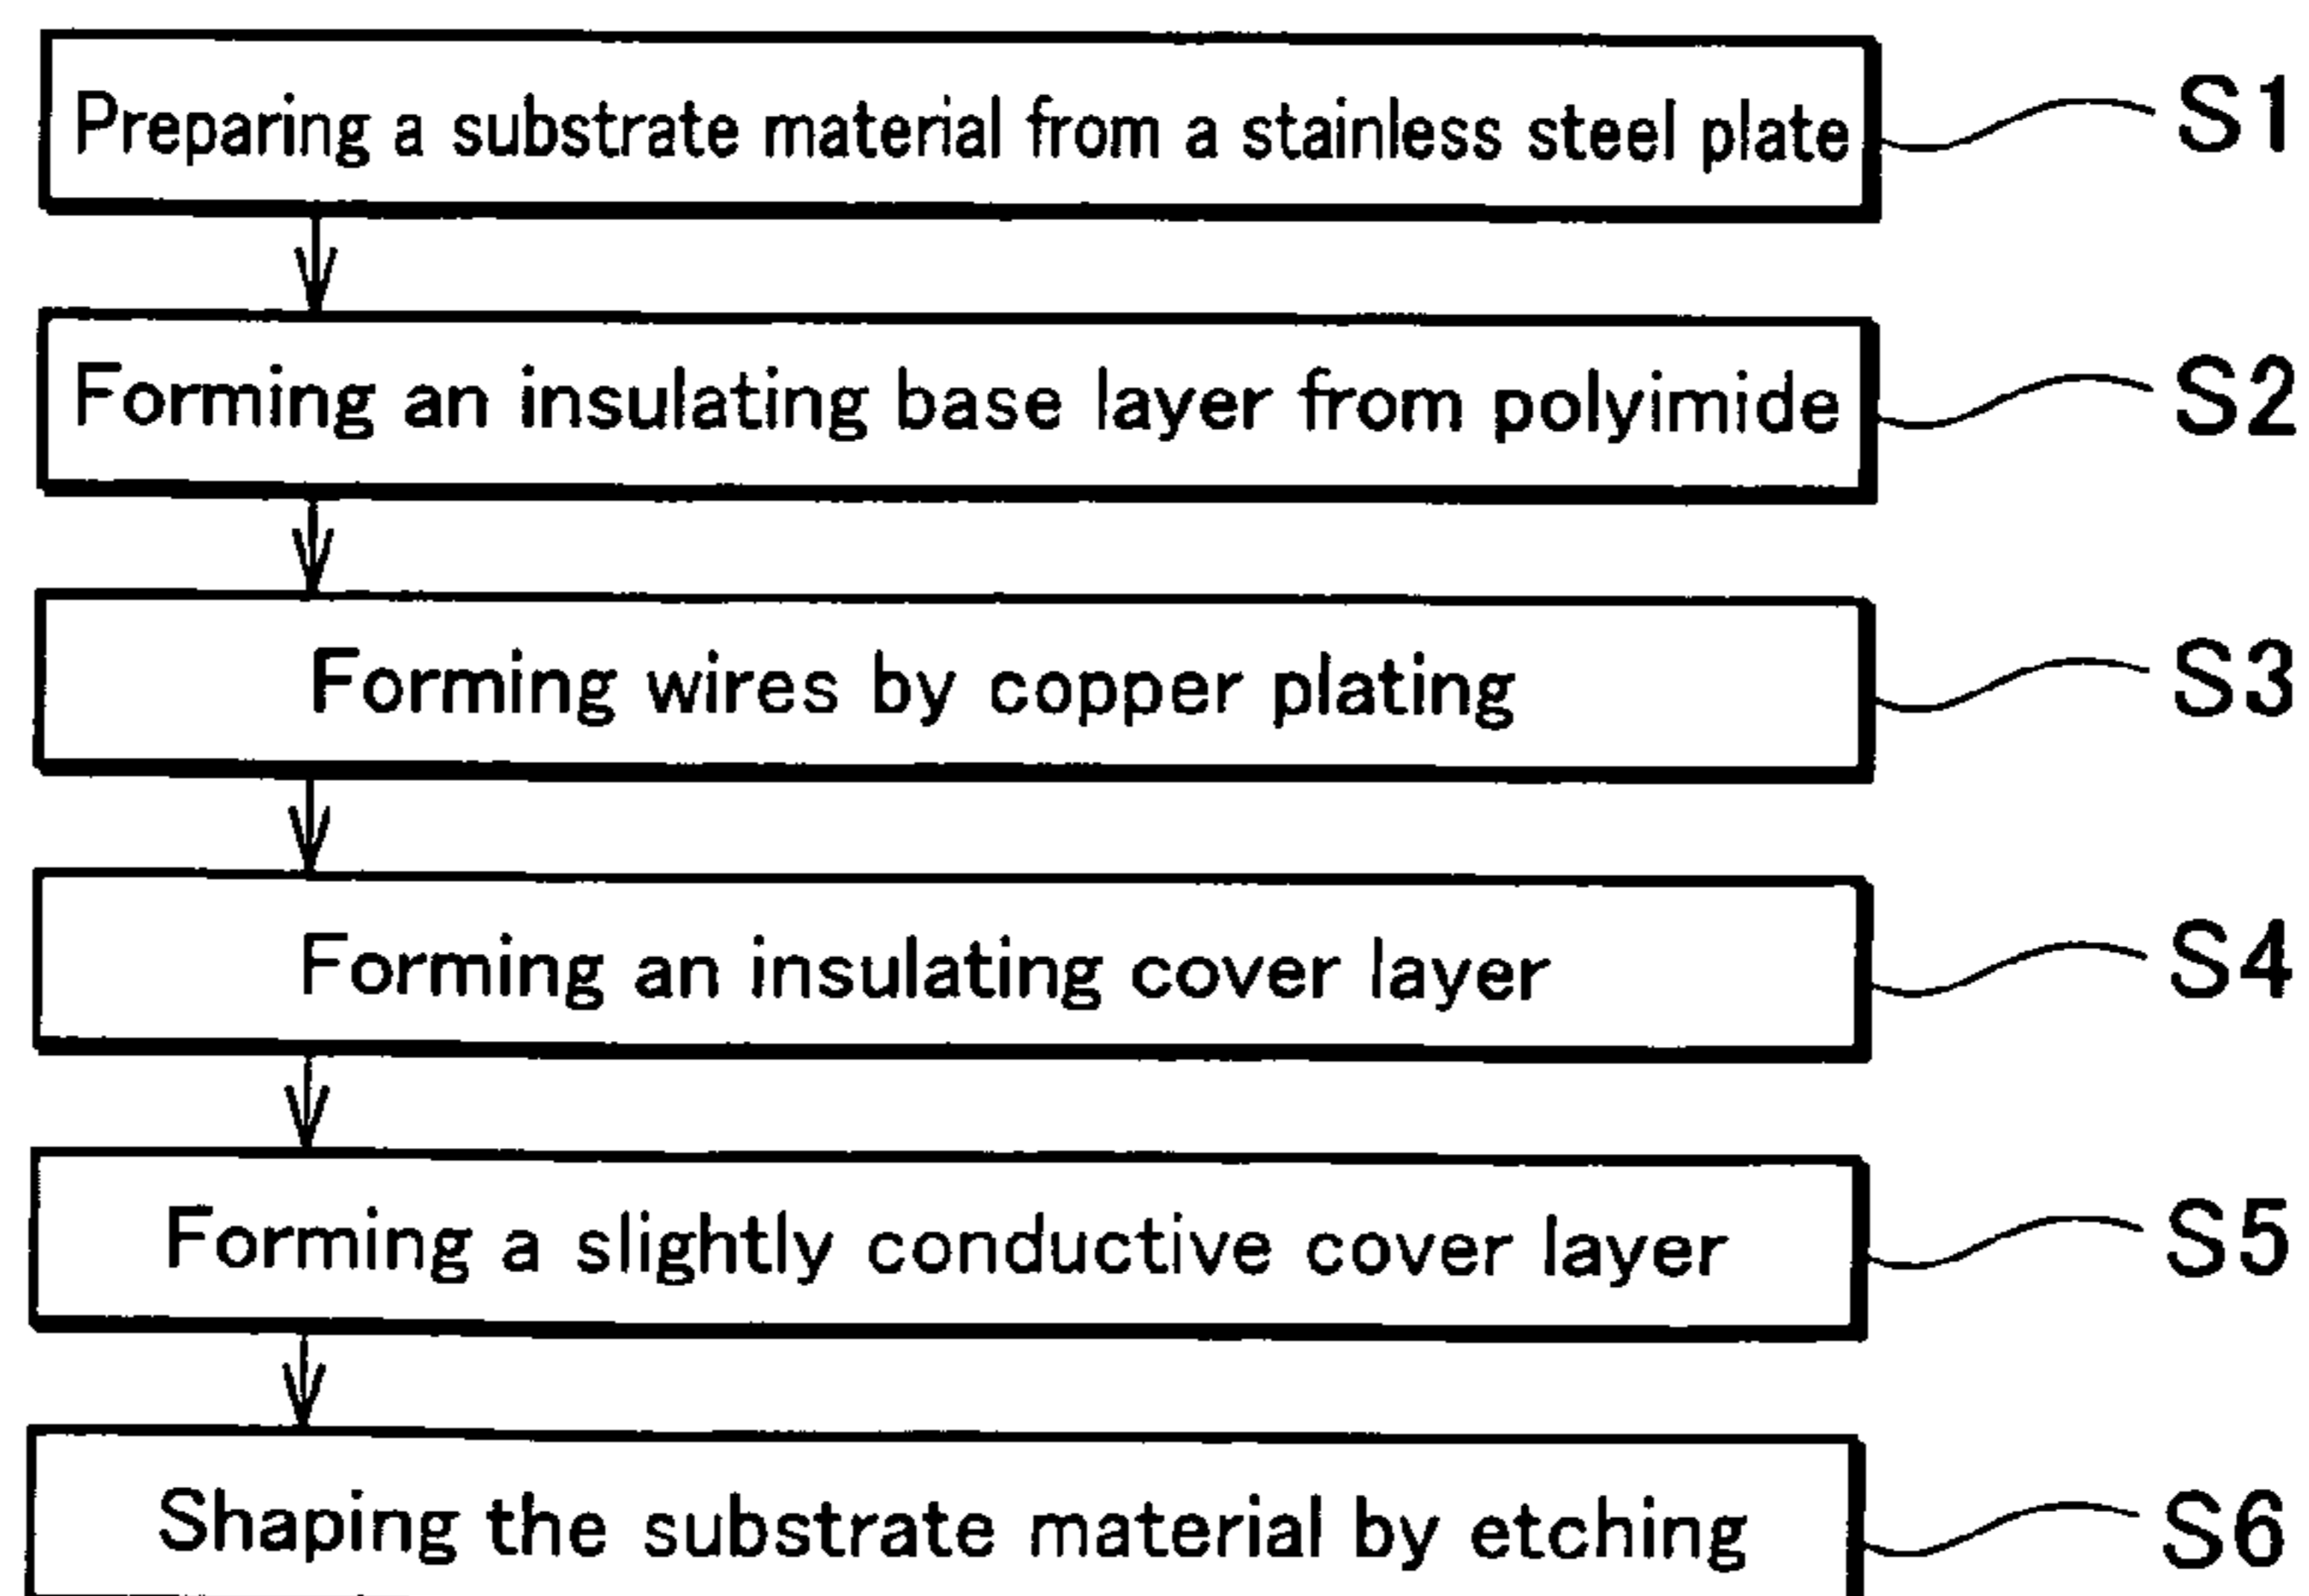 Preparing a substrate material from a stainless steel plate S1
Forming an insulating base layer from polyimide S2
Forming wires by copper plating S3
Forming an insulating cover layer S4
Forming a slightly conductive cover layer S5
Shaping the substrate material by etching S6